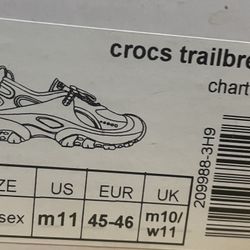 crocs trailbre
chart
ZE US EUR UK
sex m11 45-46 m10/
w11
209988-3H9